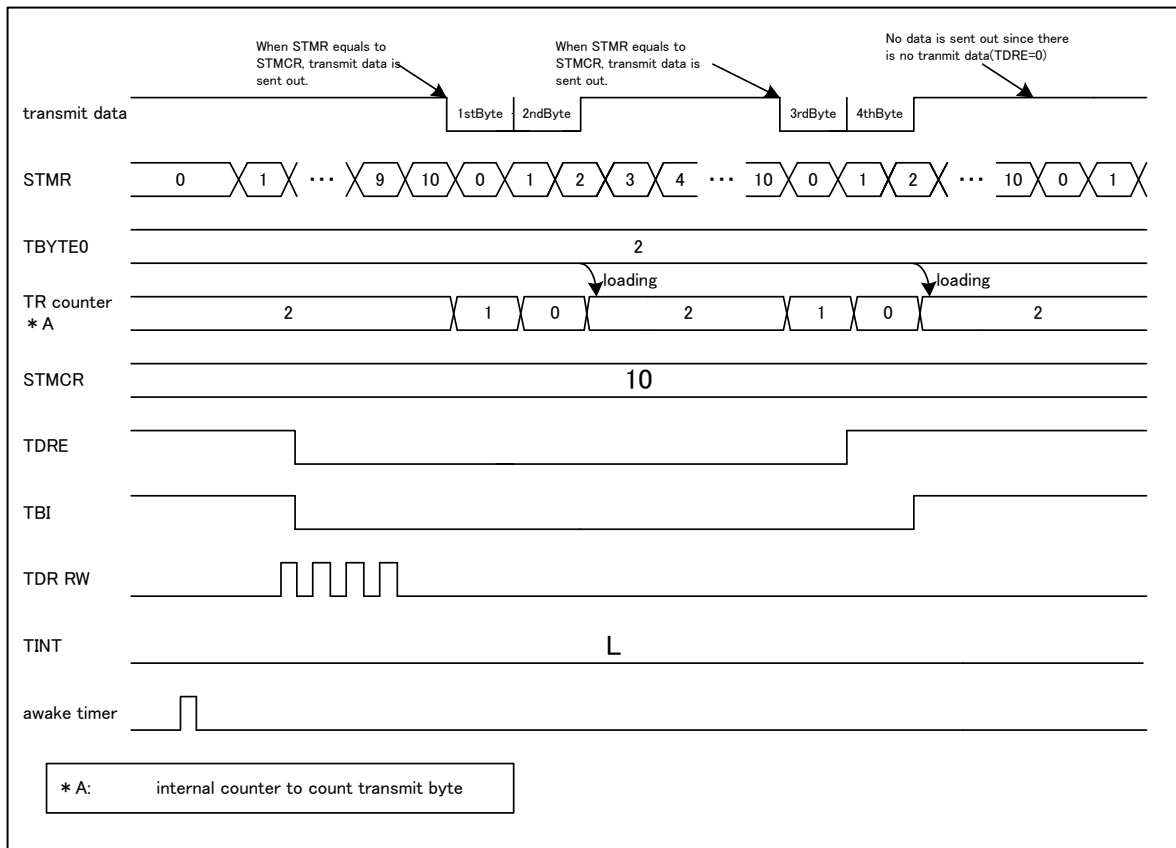 When STMR equals to
STMCR, transmit data is
sent out.
When STMR equals to
STMCR, transmit data is
sent out.
No data is sent out since there
is no tranmit data(TDRE=0)
transmit data
1stByte
2ndByte
3rdByte
4thByte
STMR
0 1 ··· 9 10 0 1 2 3 4 ··· 10 0 1 2 ··· 10 0 1
TBYTE0
2
loading
loading
TR counter
* A
2 1 0 2 1 0 2
STMCR
10
TDRE
TBI
TDR RW
TINT
L
awake timer
* A: internal counter to count transmit byte